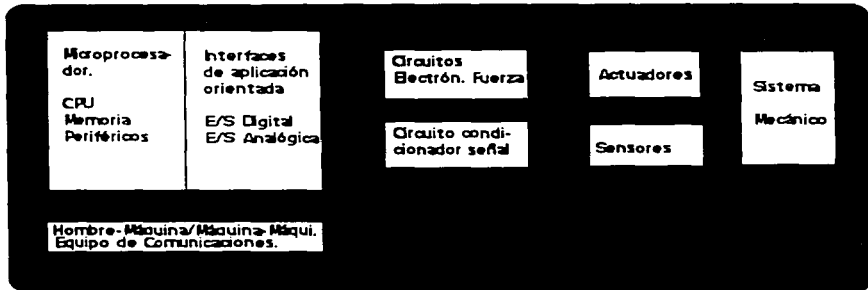 Microprocesa-
dor.
CPU
Memoria
Periféricos
Interfaces
de aplicación
orientada
E/S Digital
E/S Analógica
Circuitos
Electrón. Fuerza
Circuito condi-
cionador señal
Actuadores
Sensores
Sistema
Mecánico
Hombre-Máquina/Máquina-Máqui.
Equipo de Comunicaciones.